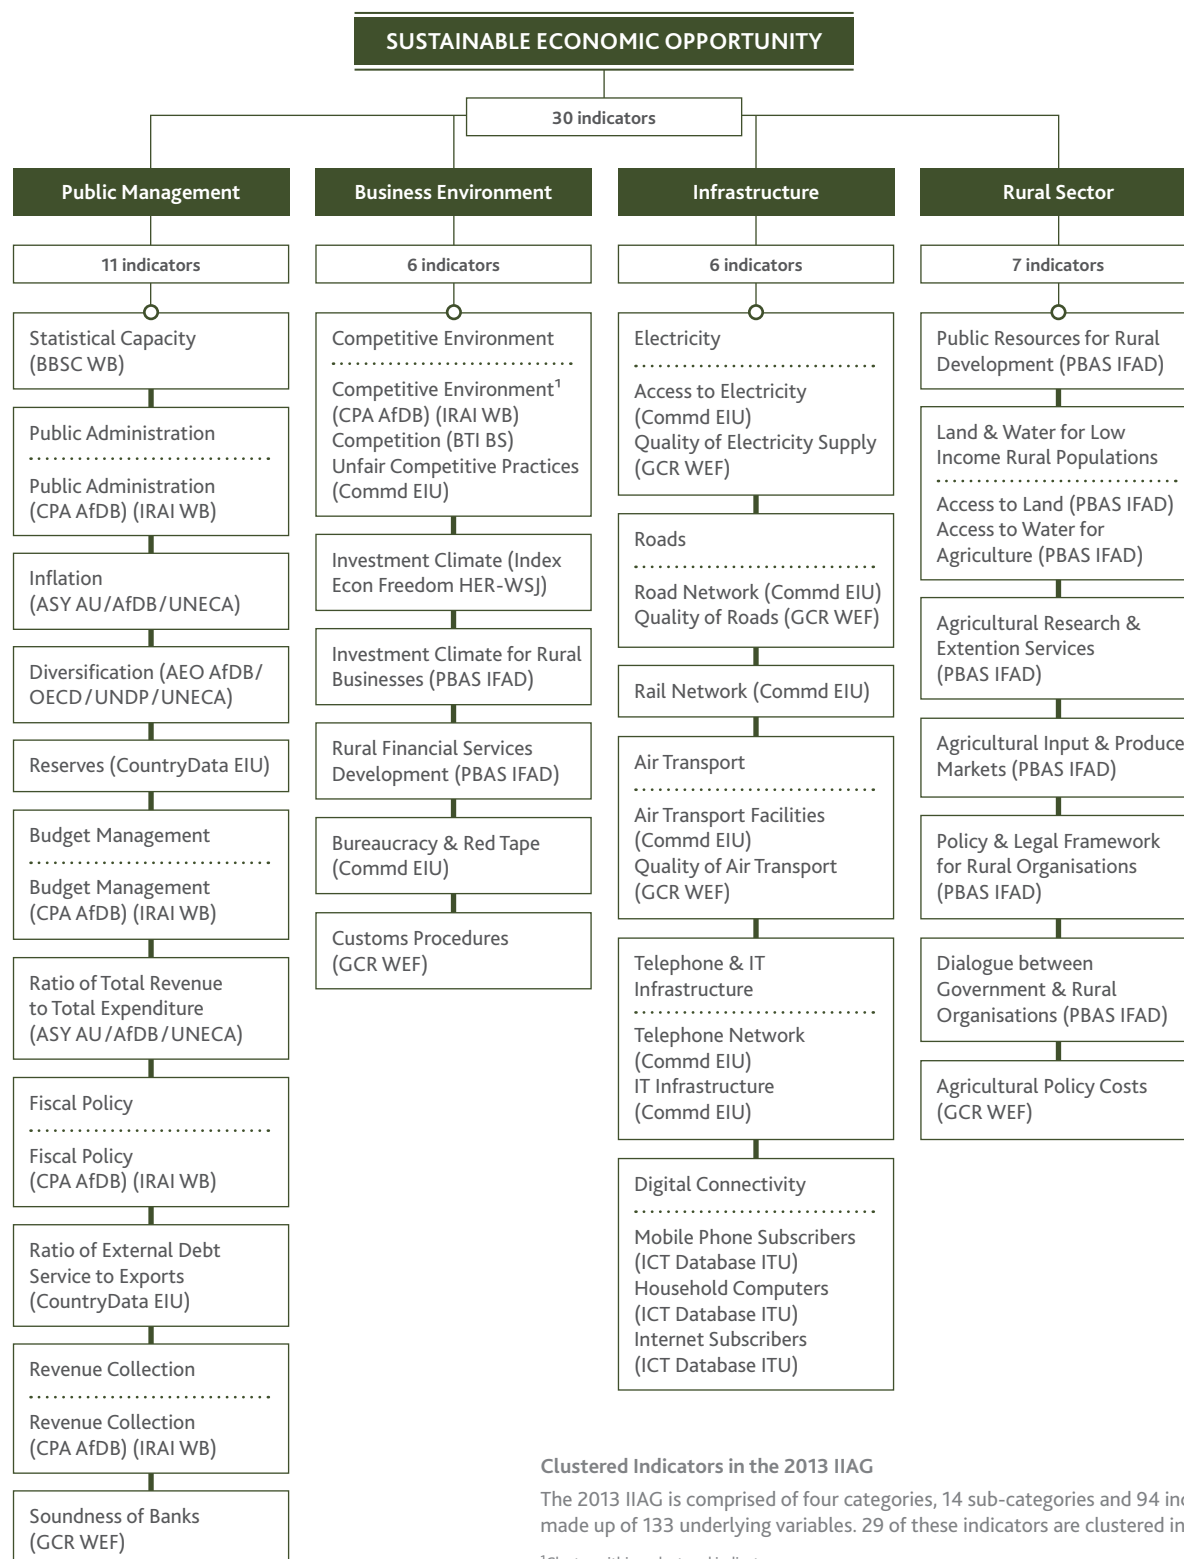 SUSTAINABLE ECONOMIC OPPORTUNITY
30 indicators
Public Management
11 indicators
Statistical Capacity
(BBSC WB)
Public Administration
Public Administration
(CPA AfDB) (IRAI WB)
Inflation
(ASY AU/AfDB/UNECA)
Diversification (AEO AfDB/
OECD/UNDP/UNECA)
Reserves (CountryData EIU)
Budget Management
Budget Management
(CPA AfDB) (IRAI WB)
Ratio of Total Revenue
to Total Expenditure
(ASY AU/AfDB/UNECA)
Fiscal Policy
Fiscal Policy
(CPA AfDB) (IRAI WB)
Ratio of External Debt
Service to Exports
(CountryData EIU)
Revenue Collection
Revenue Collection
(CPA AfDB) (IRAI WB)
Soundness of Banks
(GCR WEF)
Business Environment
6 indicators
Competitive Environment
Competitive Environment¹
(CPA AfDB) (IRAI WB)
Competition (BTI BS)
Unfair Competitive Practices
(Commd EIU)
Investment Climate (Index
Econ Freedom HER-WSJ)
Investment Climate for Rural
Businesses (PBAS IFAD)
Rural Financial Services
Development (PBAS IFAD)
Bureaucracy & Red Tape
(Commd EIU)
Customs Procedures
(GCR WEF)
Infrastructure
6 indicators
Electricity
Access to Electricity
(Commd EIU)
Quality of Electricity Supply
(GCR WEF)
Roads
Road Network (Commd EIU)
Quality of Roads (GCR WEF)
Rail Network (Commd EIU)
Air Transport
Air Transport Facilities
(Commd EIU)
Quality of Air Transport
(GCR WEF)
Telephone & IT
Infrastructure
Telephone Network
(Commd EIU)
IT Infrastructure
(Commd EIU)
Digital Connectivity
Mobile Phone Subscribers
(ICT Database ITU)
Household Computers
(ICT Database ITU)
Internet Subscribers
(ICT Database ITU)
Rural Sector
7 indicators
Public Resources for Rural
Development (PBAS IFAD)
Land & Water for Low
Income Rural Populations
Access to Land (PBAS IFAD)
Access to Water for
Agriculture (PBAS IFAD)
Agricultural Research &
Extention Services
(PBAS IFAD)
Agricultural Input & Produce
Markets (PBAS IFAD)
Policy & Legal Framework
for Rural Organisations
(PBAS IFAD)
Dialogue between
Government & Rural
Organisations (PBAS IFAD)
Agricultural Policy Costs
(GCR WEF)
Clustered Indicators in the 2013 IIAG
The 2013 IIAG is comprised of four categories, 14 sub-categories and 94
made up of 133 underlying variables. 29 of these indicators are clustered